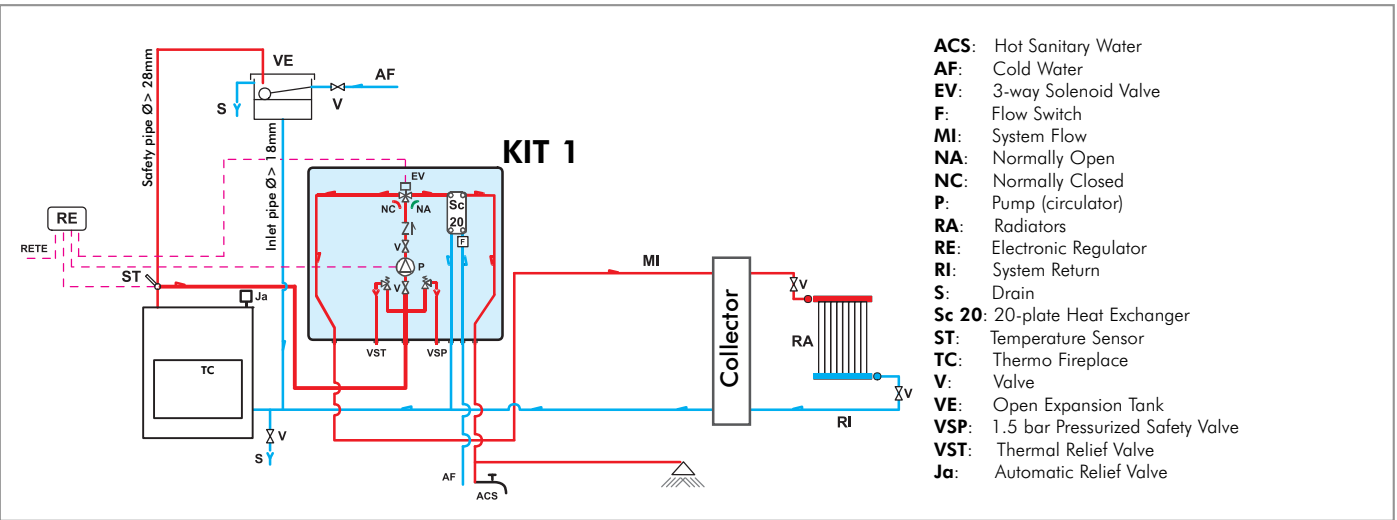 VE
AF
S
V
Safety pipe Ø> 28mm
Inlet pipe Ø> 18mm
KIT 1
EV
NC
NA
Sc
20
F
V
P
V
RE
RETE
ST
Ja
TC
VST
VSP
MI
Collector
V
RA
V
RI
V
S
AF
ACS
ACS: Hot Sanitary Water
AF: Cold Water
EV: 3-way Solenoid Valve
F: Flow Switch
MI: System Flow
NA: Normally Open
NC: Normally Closed
P: Pump (circulator)
RA: Radiators
RE: Electronic Regulator
RI: System Return
S: Drain
Sc 20: 20-plate Heat Exchanger
ST: Temperature Sensor
TC: Thermo Fireplace
V: Valve
VE: Open Expansion Tank
VSP: 1.5 bar Pressurized Safety Valve
VST: Thermal Relief Valve
Ja: Automatic Relief Valve